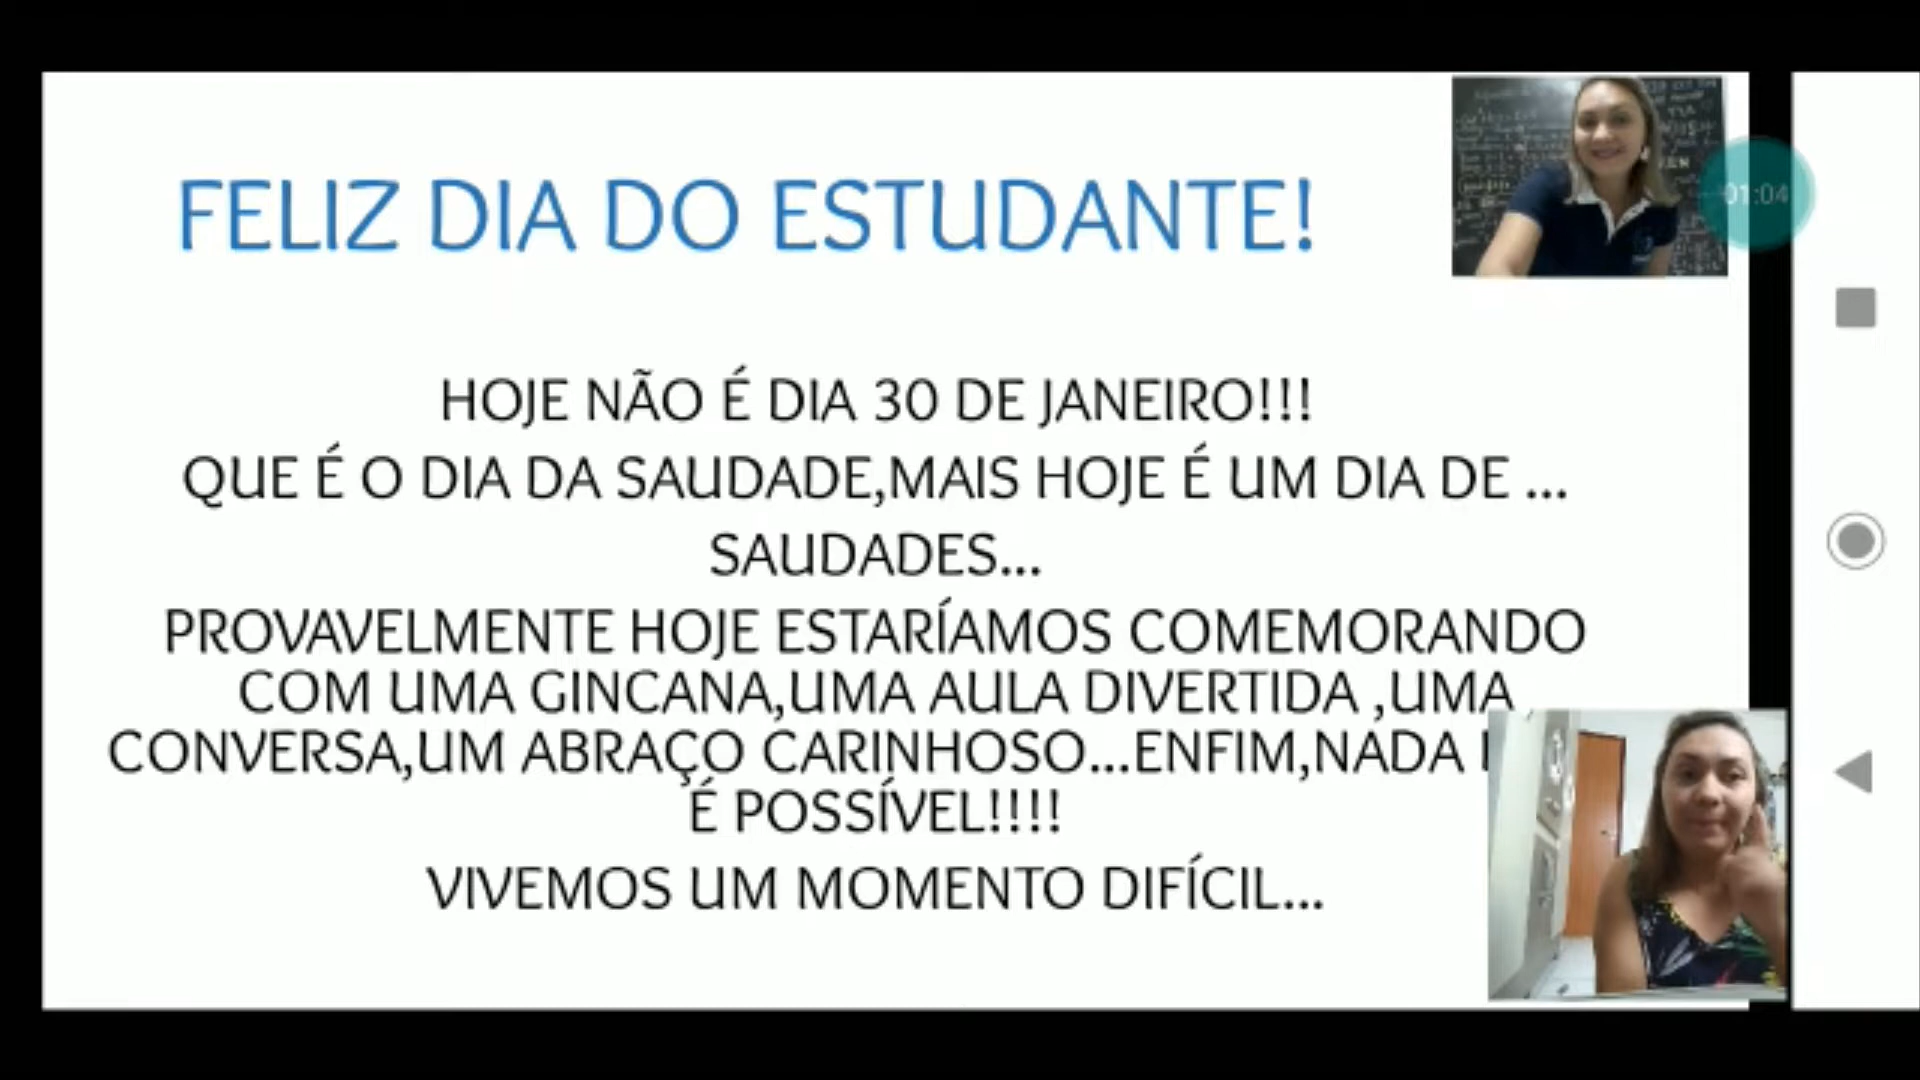 FELIZ DIA DO ESTUDANTE!
01:04
HOJE NÃO É DIA 30 DE JANEIRO!!!
QUE É O DIA DA SAUDADE,MAIS HOJE É UM DIA DE ...
SAUDADES...
PROVAVELMENTE HOJE ESTARÍAMOS COMEMORANDO
COM UMA GINCANA,UMA AULA DIVERTIDA ,UMA
CONVERSA,UM ABRAÇO CARINHOSO...ENFIM,NADA
É POSSÍVEL!!!!
VIVEMOS UM MOMENTO DIFÍCIL...